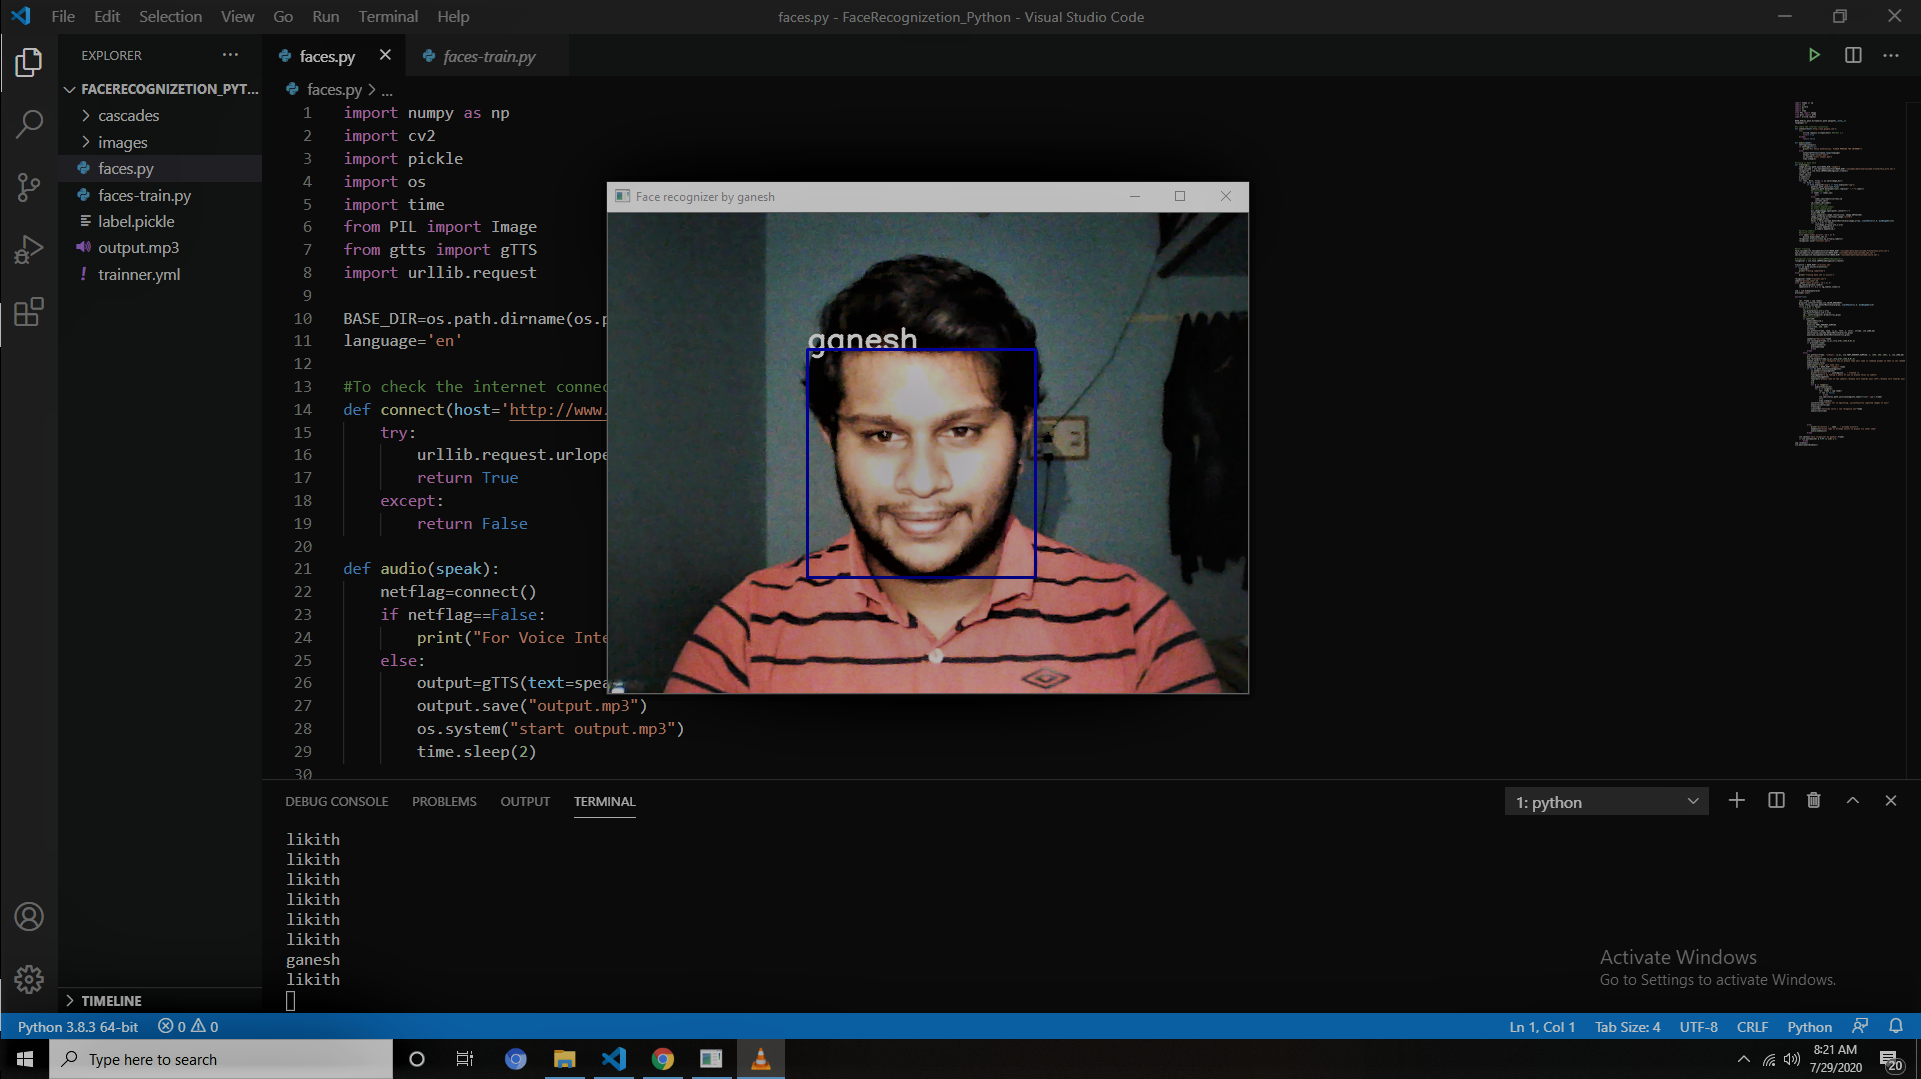 File Edit Selection View Go Run Terminal Help
faces.py - FaceRecognizetion_Python - Visual Studio Code
EXPLORER
FACERECOGNIZETION_PYT...
cascades
images
faces.py
faces-train.py
label.pickle
output.mp3
trainner.yml
TIMELINE
faces.py faces-train.py
faces.py > ...
1 import numpy as np
2 import cv2
3 import pickle
4 import os
5 import time
6 from PIL import Image
7 from gtts import gTTS
8 import urllib.request
9
10 BASE_DIR=os.path.dirname(os.p
11 language='en'
12
13 #To check the internet connec
14 def connect(host='http://www.
15 try:
16 urllib.request.urlope
17 return True
18 except:
19 return False
20
21 def audio(speak):
22 netflag=connect()
23 if netflag==False:
24 print("For Voice Inte
25 else:
26 output=gTTS(text=spea
27 output.save("output.mp3")
28 os.system("start output.mp3")
29 time.sleep(2)
30
Face recognizer by ganesh
ganesh
DEBUG CONSOLE PROBLEMS OUTPUT TERMINAL
1: python
likith
likith
likith
likith
likith
likith
ganesh
likith
Activate Windows
Go to Settings to activate Windows.
Python 3.8.3 64-bit 0 0
Ln 1, Col 1 Tab Size: 4 UTF-8 CRLF Python
Type here to search
8:21 AM
7/29/2020
20